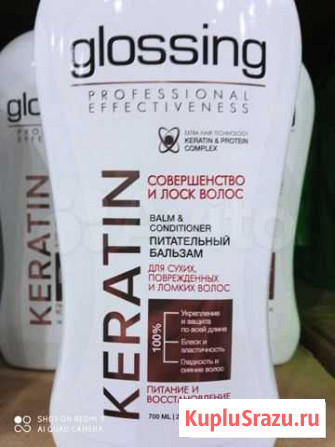 glossing
PROFESSIONAL
EFFECTIVENESS
EXTRA HAIR TECHNOLOGY
KERATIN & PROTEIN
COMPLEX
KERATIN
СОВЕРШЕНСТВО
И ЛОСК ВОЛОС
BALM &
CONDITIONER
ПИТАТЕЛЬНЫЙ
БАЛЬЗАМ
ДЛЯ СУХИХ,
ПОВРЕЖДЕННЫХ
И ЛОМКИХ ВОЛОС
100%
Укрепление
и защита
по всей длине
Блеск и
эластичность
Гладкость и
сияние волос
ПИТАНИЕ И
ВОССТАНОВЛЕНИЕ
700 ML
glo
KERATIN
SHOT ON REDMI
AI QUAD CAMERA
KupluSrazu.ru